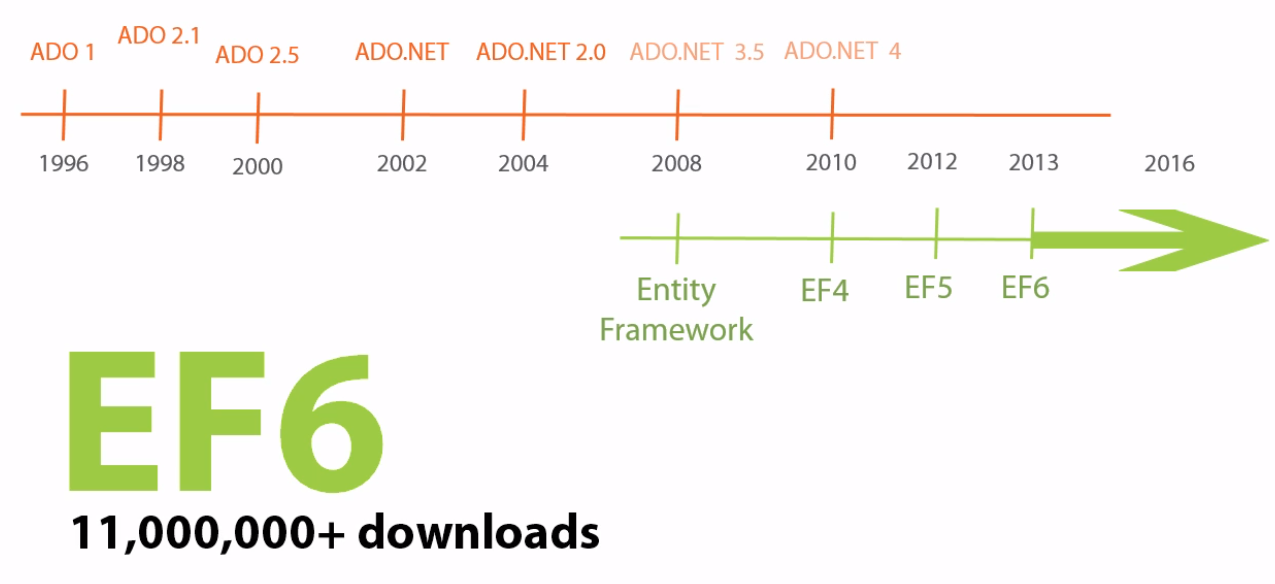 ADO 1
ADO 2.1
ADO 2.5
ADO.NET
ADO.NET 2.0
ADO.NET 3.5
ADO.NET 4
1996
1998
2000
2002
2004
2008
2010
2012
2013
2016
Entity
Framework
EF4
EF5
EF6
EF6
11,000,000+ downloads